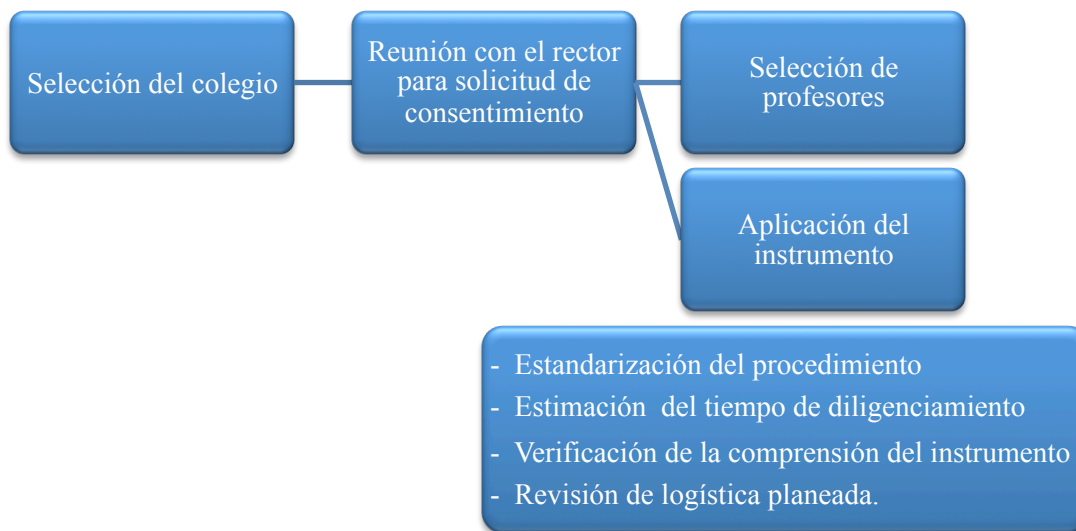 Selección del colegio
Reunión con el rector
para solicitud de
consentimiento
Selección de
profesores
Aplicación del
instrumento
- Estandarización del procedimiento
- Estimación  del tiempo de diligenciamiento
- Verificación de la comprensión del instrumento
- Revisión de logística planeada.